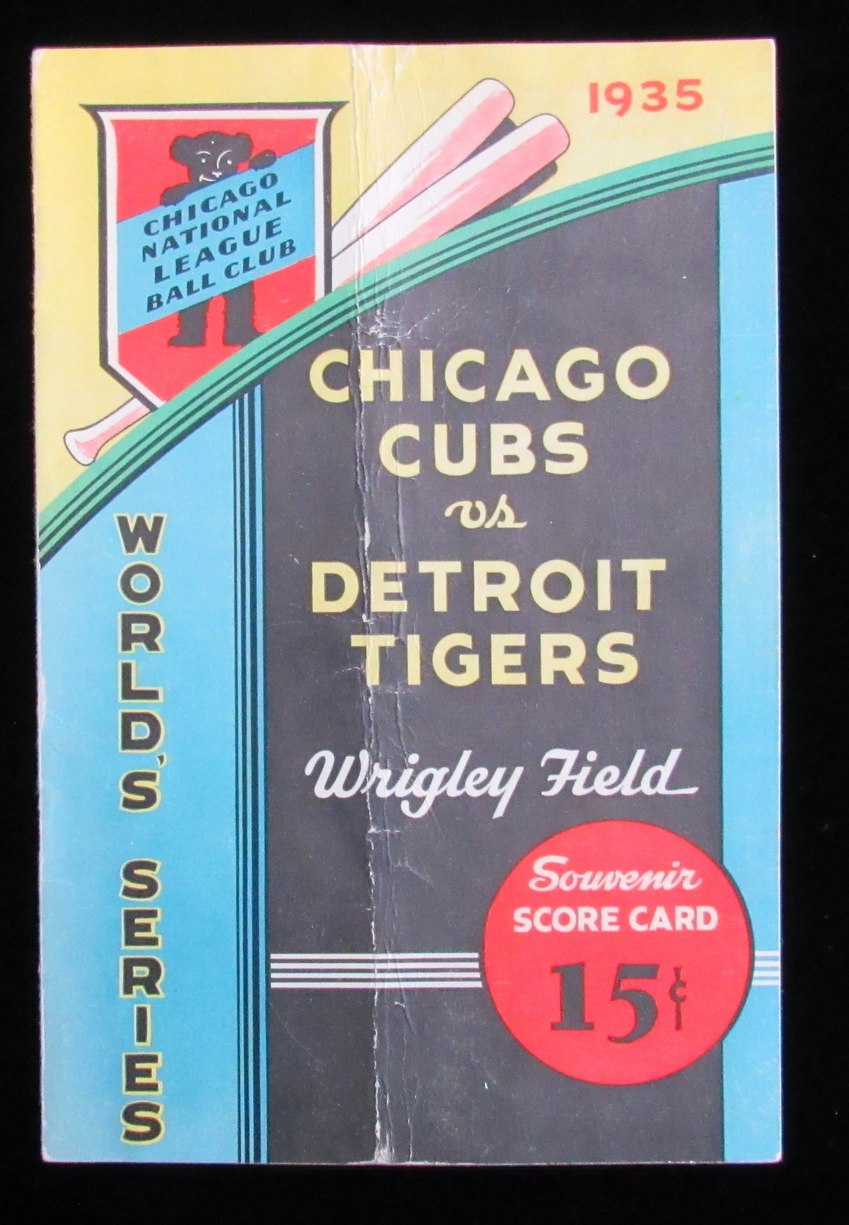 1935
CHICAGO
NATIONAL
LEAGUE
BALL CLUB
CHICAGO
CUBS
vs
DETROIT
TIGERS
Wrigley Field
WORLD'S SERIES
Souvenir
SCORE CARD
15¢